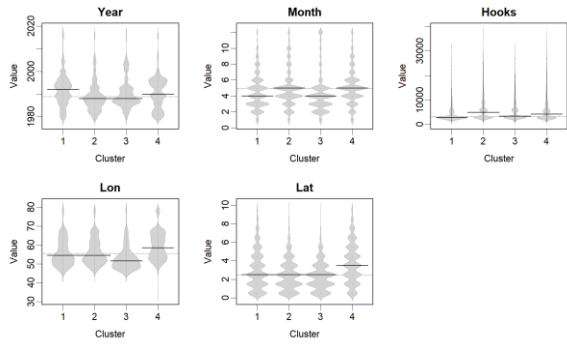 Year
Value
1980 2000 2020
1 2 3 4
Cluster
Month
Value
0 2 4 6 8 10
1 2 3 4
Cluster
Hooks
Value
0 10000 40000
1 2 3 4
Cluster
Lon
Value
30 40 50 60 70 80
1 2 3 4
Cluster
Lat
Value
0 2 4 6 8 10
1 2 3 4
Cluster